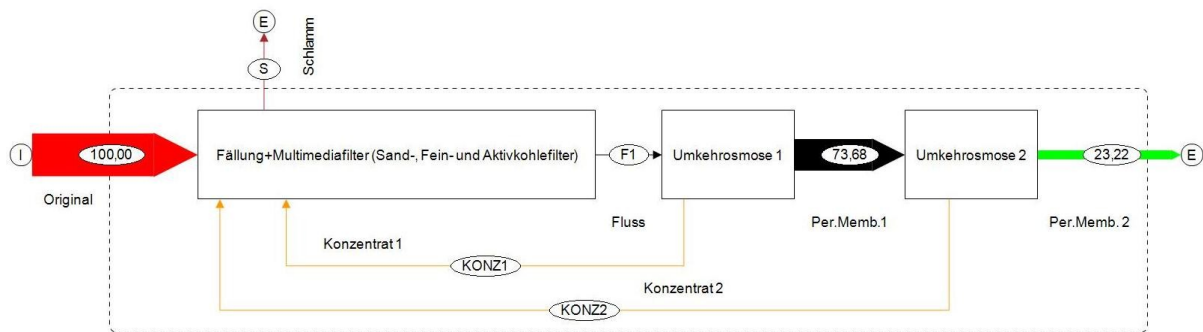 E
Schlamm
S
I
100,00
Fällung+Multimediafilter (Sand-, Fein- und Aktivkohlefilter)
F1
Umkehrosmose 1
73,68
Umkehrosmose 2
23,22
E
Original
Fluss
Per.Memb.1
Per.Memb. 2
Konzentrat 1
KONZ1
Konzentrat 2
KONZ2